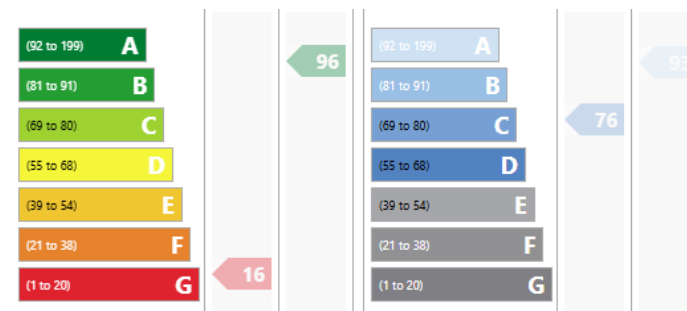 (92 to 199) A
(81 to 91) B
(69 to 80) C
(55 to 68) D
(39 to 54) E
(21 to 38) F
(1 to 20) G
16
96
(92 to 199) A
(81 to 91) B
(69 to 80) C
(55 to 68) D
(39 to 54) E
(21 to 38) F
(1 to 20) G
76
93